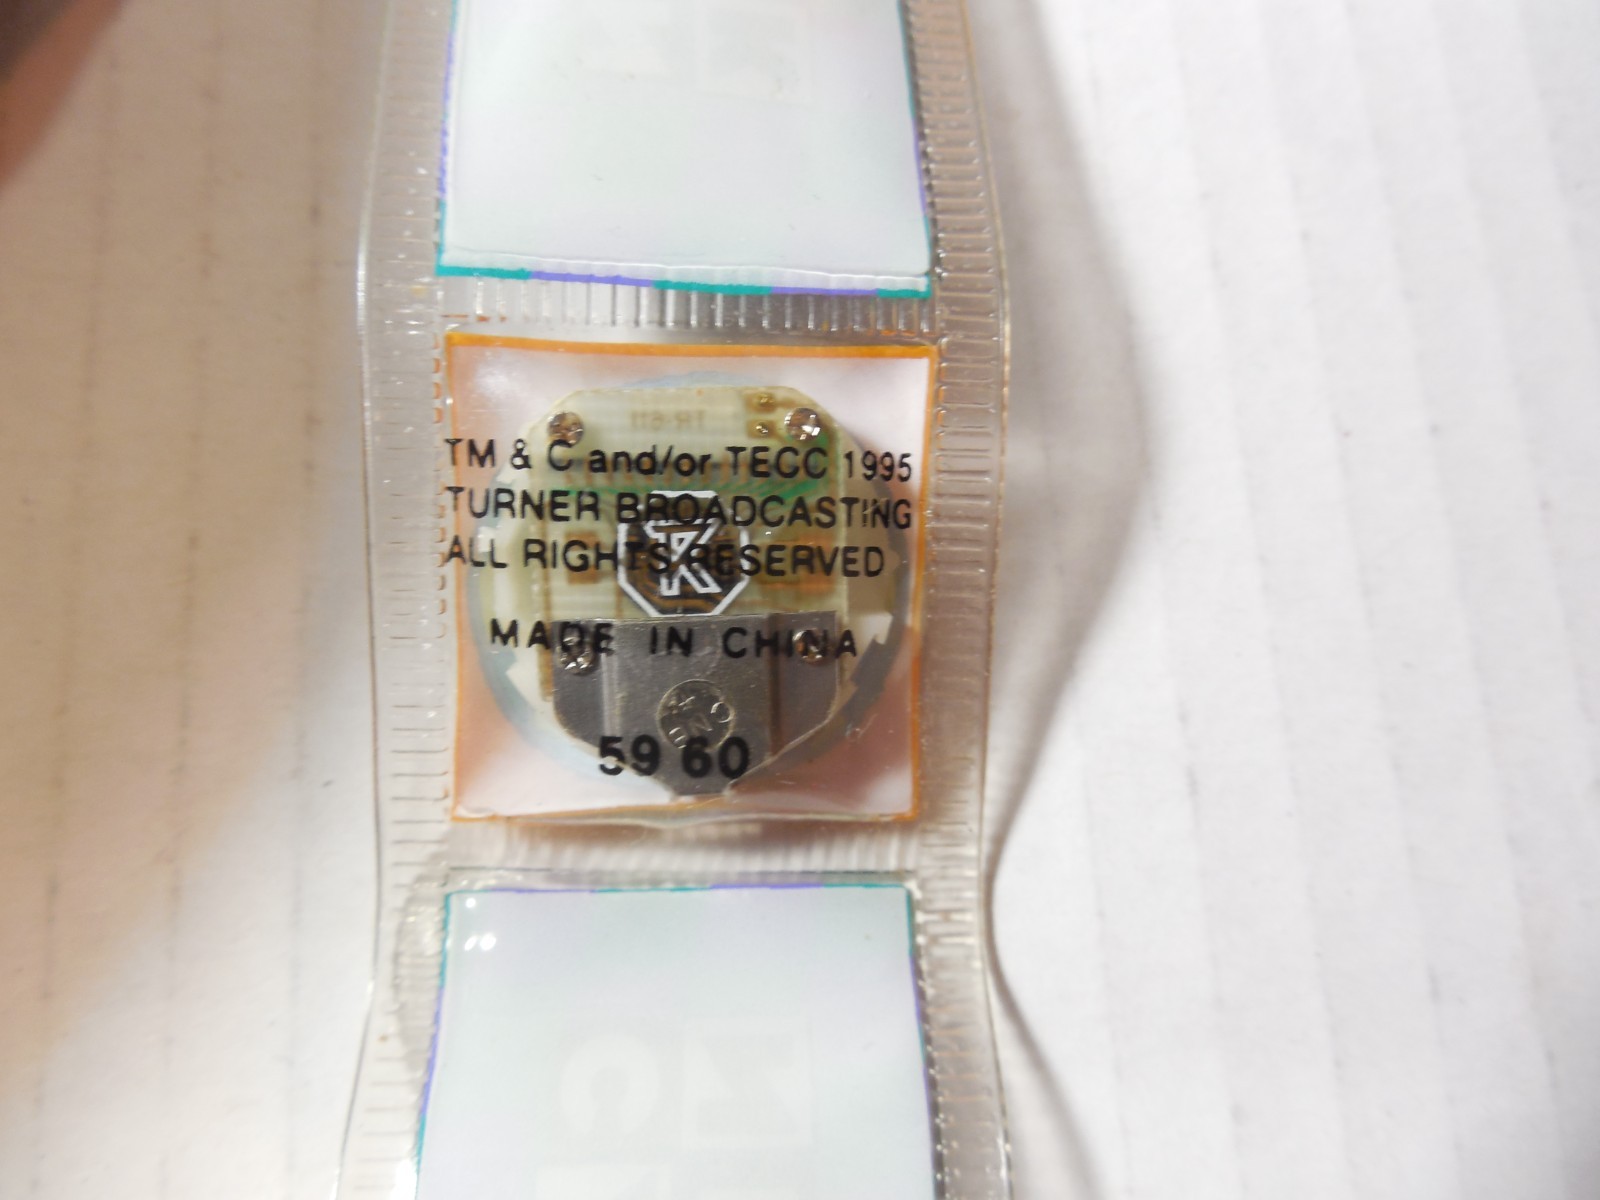 TM & C and/or TECC 1995
TURNER BROADCASTING
ALL RIGHTS RESERVED
MADE IN CHINA
59 60